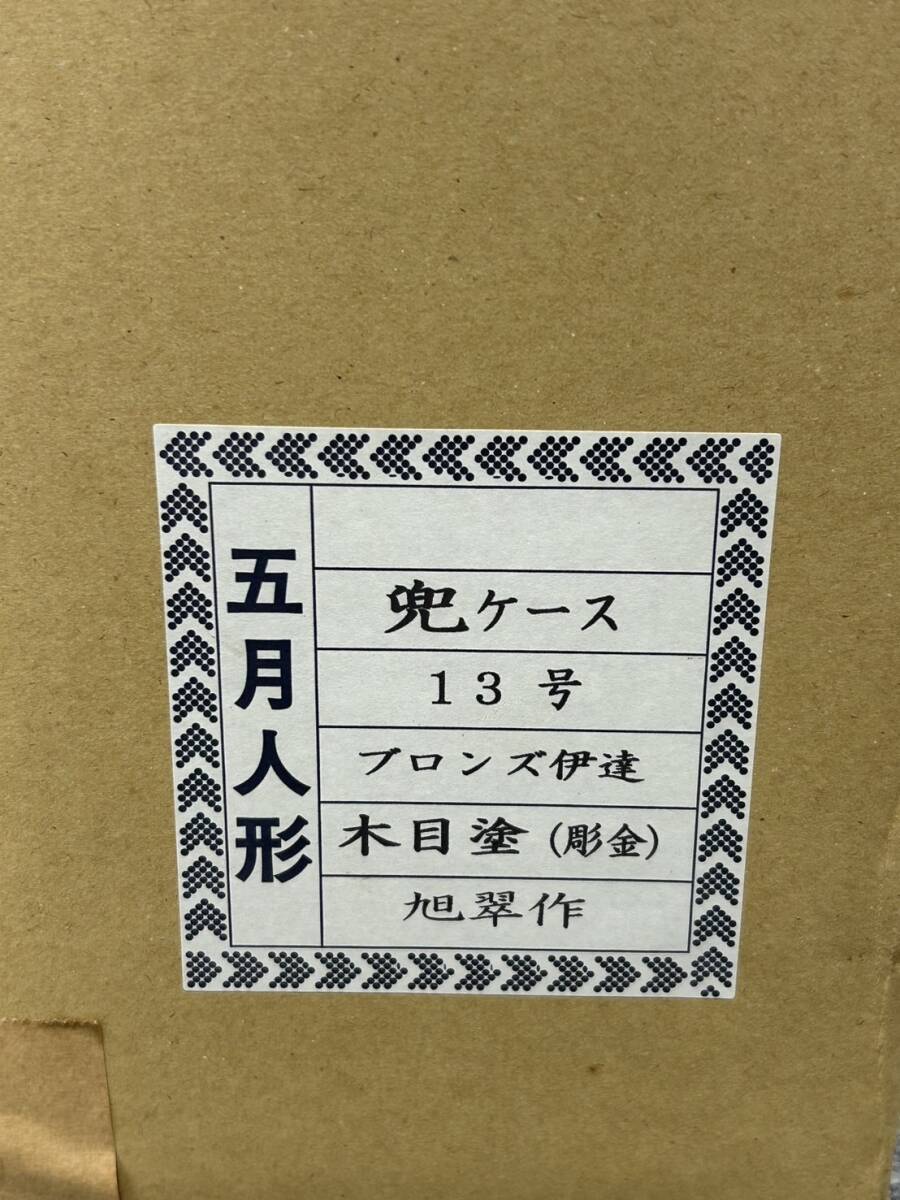 五月人形
兜ケース
13号
ブロンズ伊達
木目塗(彫金)
旭翠作